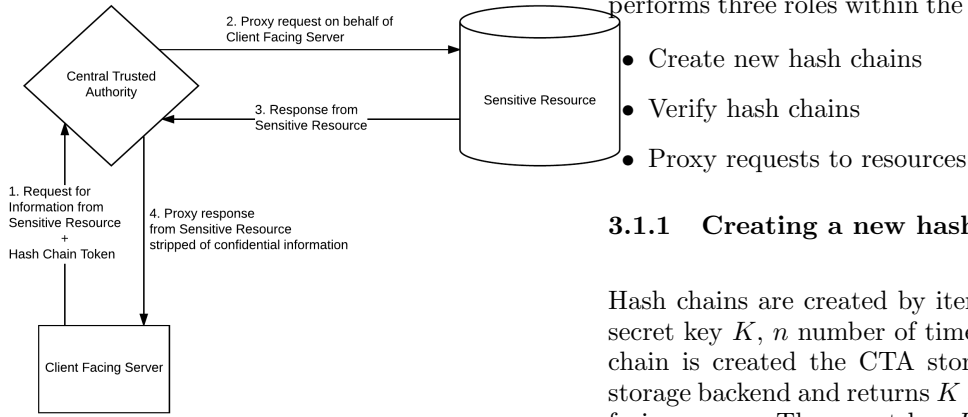 2. Proxy request on behalf of
Client Facing Server
Central Trusted
Authority
Sensitive Resource
3. Response from
Sensitive Resource
1. Request for
Information from
Sensitive Resource
+
Hash Chain Token
4. Proxy response
from Sensitive Resource
stripped of confidential information
Client Facing Server
performs three roles within the
• Create new hash chains
• Verify hash chains
• Proxy requests to resources
3.1.1 Creating a new hash
Hash chains are created by iter
secret key K, n number of time
chain is created the CTA stor
storage backend and returns K